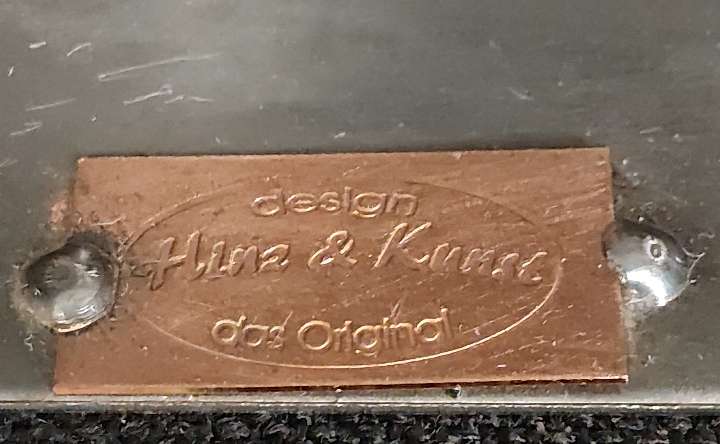 design
Hinz & Kunst
das Original